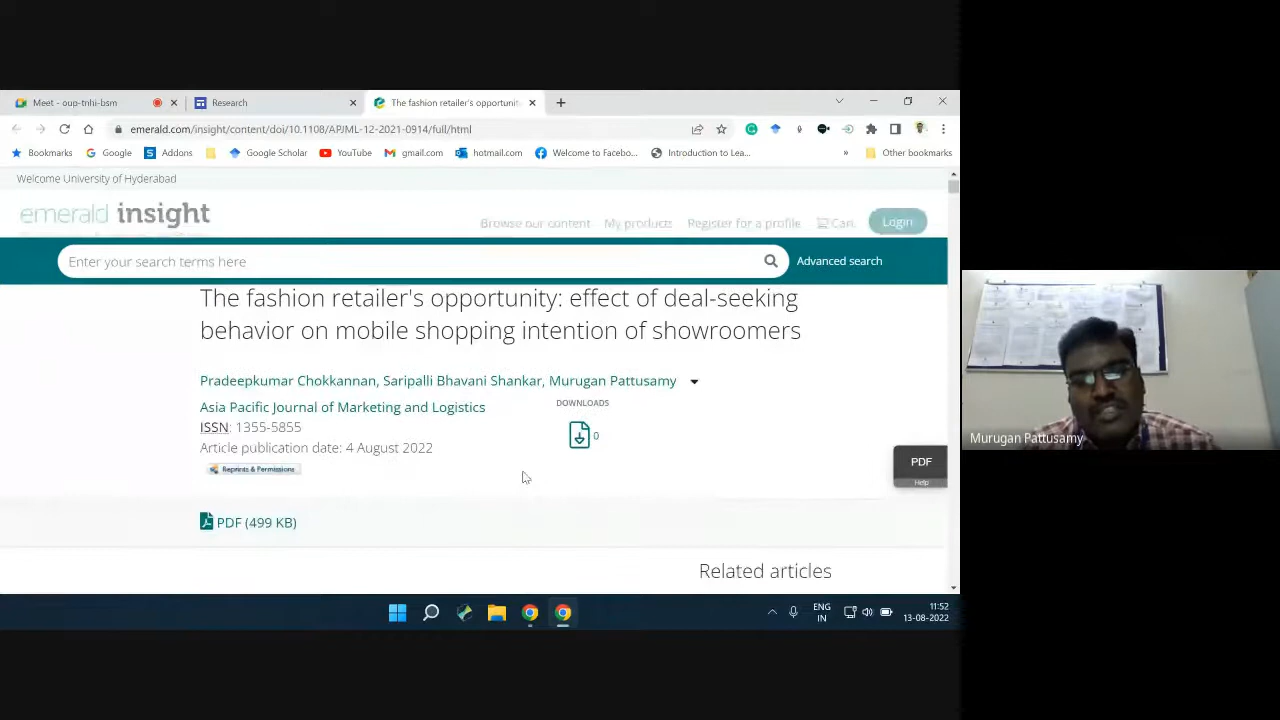 Meet - oup-tnhi-bsm
Research
The fashion retailer's opportunit
emerald.com/insight/content/doi/10.1108/APJML-12-2021-0914/full/html
Bookmarks Google Addons Google Scholar YouTube gmail.com hotmail.com Welcome to Facebo... Introduction to Lea... » Other bookmarks
Welcome University of Hyderabad
emerald insight
Browse our content My products Register for a profile Cart Login
Enter your search terms here
Advanced search
The fashion retailer's opportunity: effect of deal-seeking
behavior on mobile shopping intention of showroomers
Pradeepkumar Chokkannan, Saripalli Bhavani Shankar, Murugan Pattusamy
Asia Pacific Journal of Marketing and Logistics
DOWNLOADS
ISSN: 1355-5855
0
Article publication date: 4 August 2022
Reprints & Permissions
PDF
Help
PDF (499 KB)
Related articles
Murugan Pattusamy
ENG
IN
11:52
13-08-2022